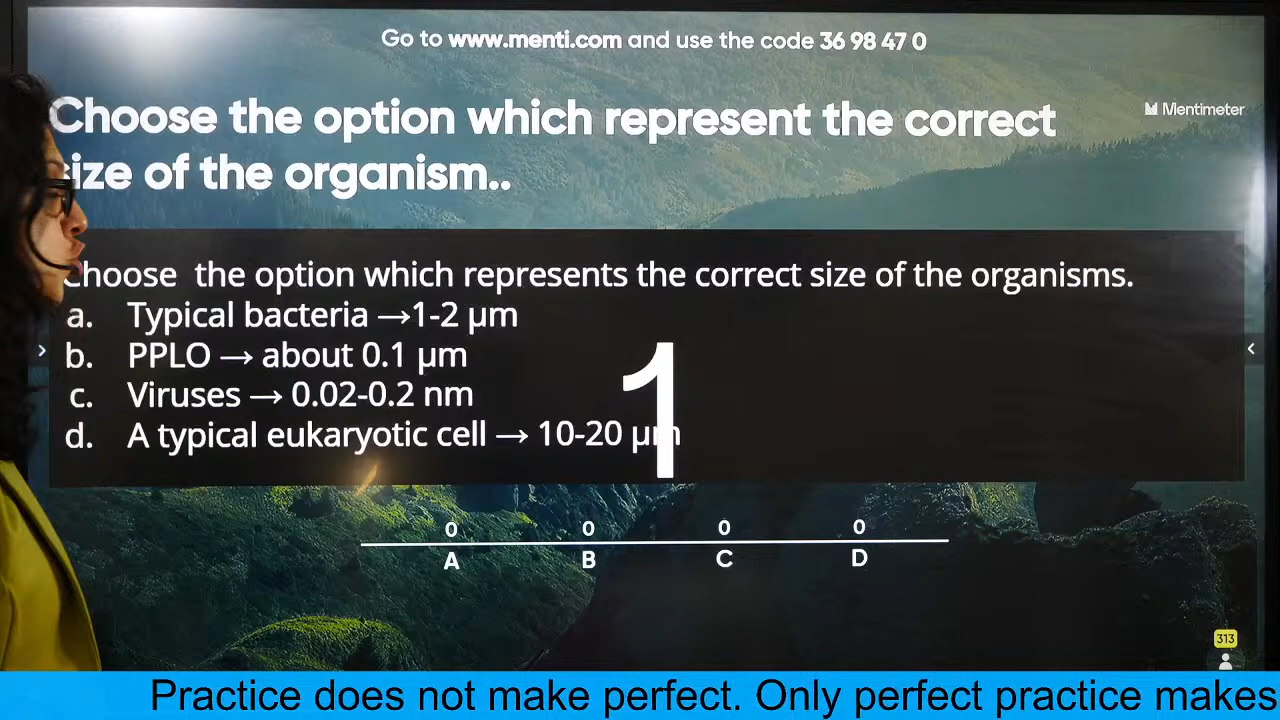 Go to www.menti.com and use the code 36 98 47 0
Mentimeter
Choose the option which represent the correct
size of the organism..
Choose the option which represents the correct size of the organisms.
a. Typical bacteria →1-2 μm
b. PPLO → about 0.1 μm
c. Viruses → 0.02-0.2 nm
d. A typical eukaryotic cell → 10-20 μm
1
0 0 0 0
A B C D
313
Practice does not make perfect. Only perfect practice makes